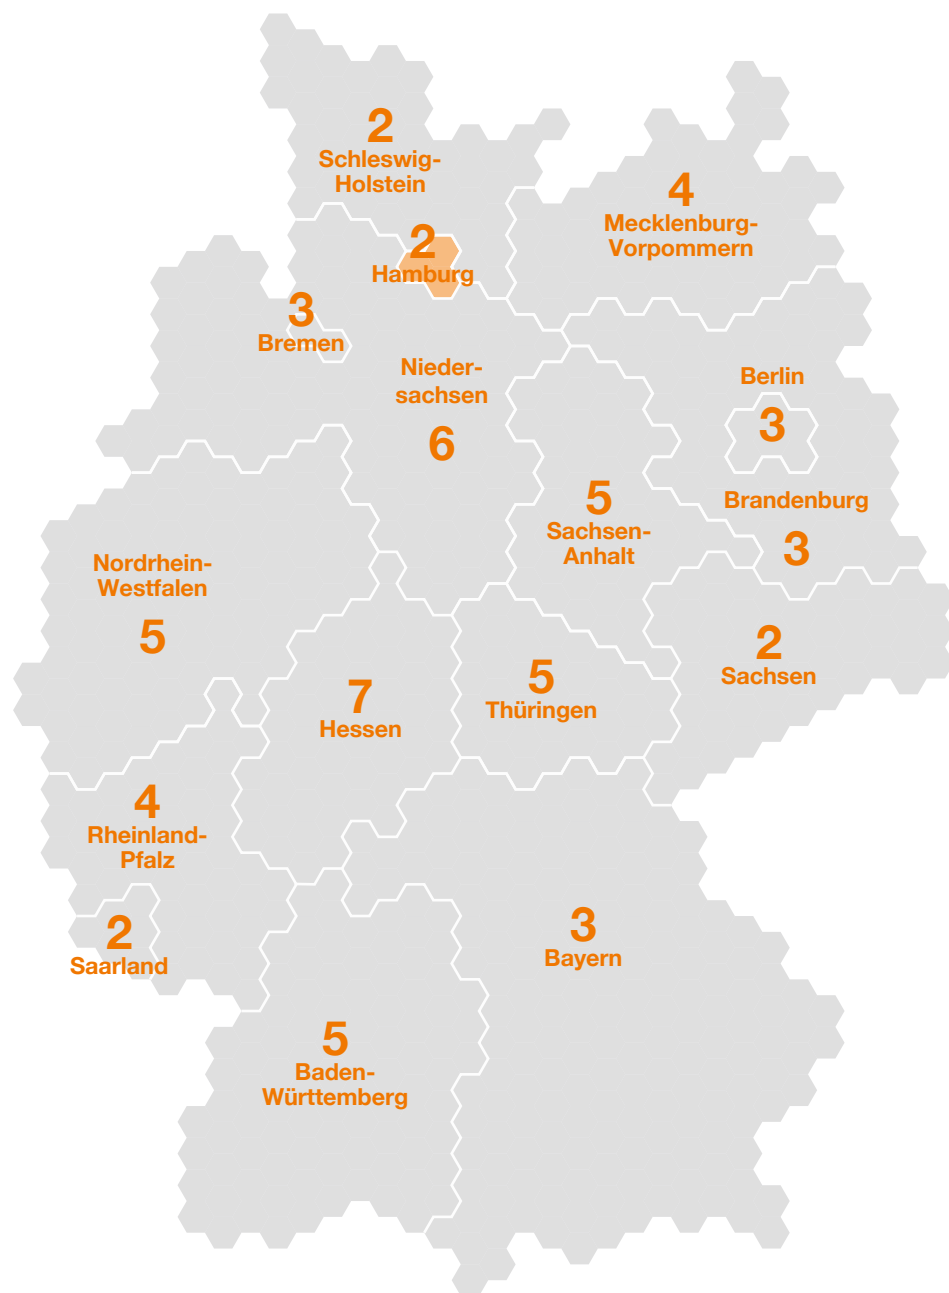 2
Schleswig-
Holstein
4
Mecklenburg-
Vorpommern
2
Hamburg
3
Bremen
Nieder-
sachsen
6
Berlin
3
5
Sachsen-
Anhalt
Brandenburg
3
Nordrhein-
Westfalen
5
2
Sachsen
7
Hessen
5
Thüringen
4
Rheinland-
Pfalz
2
Saarland
3
Bayern
5
Baden-
Württemberg